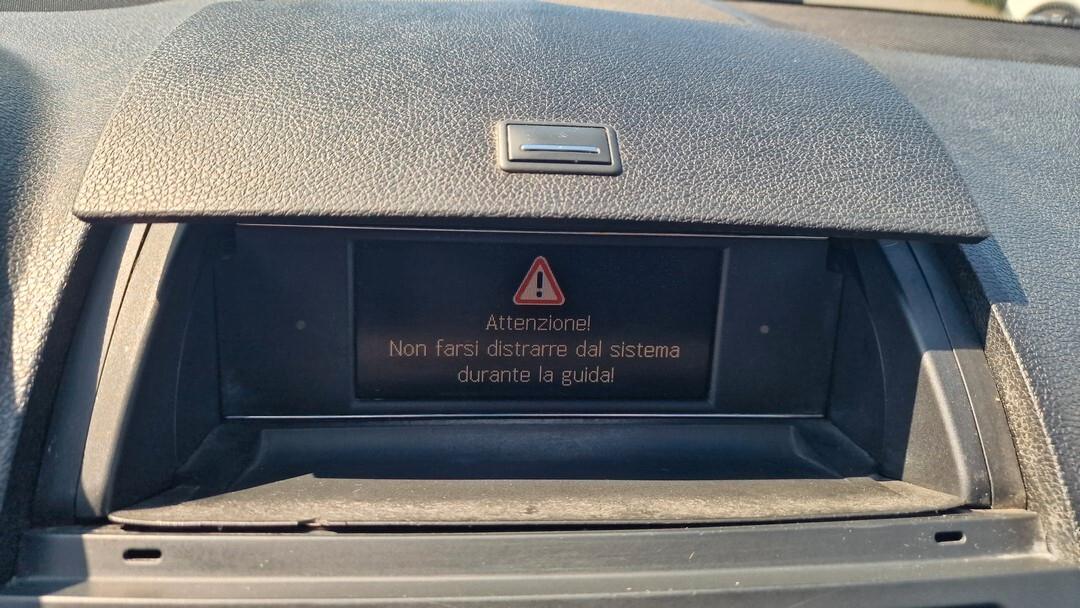 Attenzione!
Non farsi distrarre dal sistema
durante la guida!